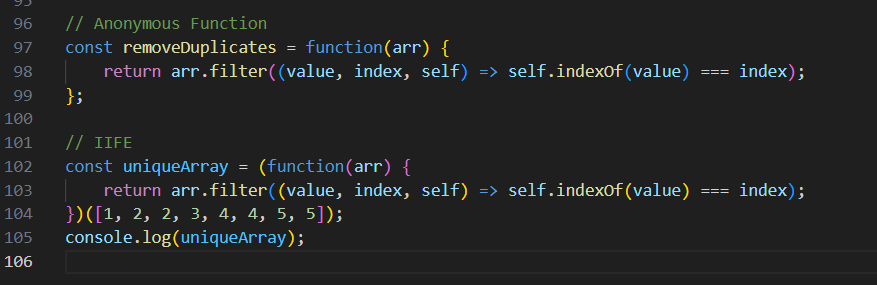 95
96 // Anonymous Function
97 const removeDuplicates = function(arr) {
98     return arr.filter((value, index, self) => self.indexOf(value) === index);
99 };
100
101 // IIFE
102 const uniqueArray = (function(arr) {
103     return arr.filter((value, index, self) => self.indexOf(value) === index);
104 })([1, 2, 2, 3, 4, 4, 5, 5]);
105 console.log(uniqueArray);
106